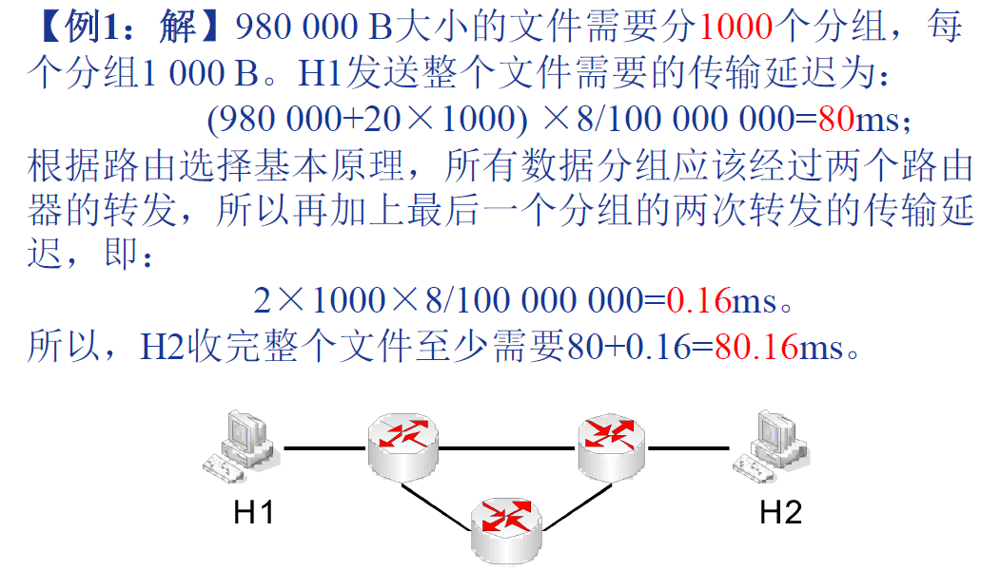 【例1：解】980 000 B大小的文件需要分1000个分组，每
个分组1 000 B。H1发送整个文件需要的传输延迟为：
(980 000+20×1000) ×8/100 000 000=80ms；
根据路由选择基本原理，所有数据分组应该经过两个路由
器的转发，所以再加上最后一个分组的两次转发的传输延
迟，即：
2×1000×8/100 000 000=0.16ms。
所以，H2收完整个文件至少需要80+0.16=80.16ms。
H1
H2